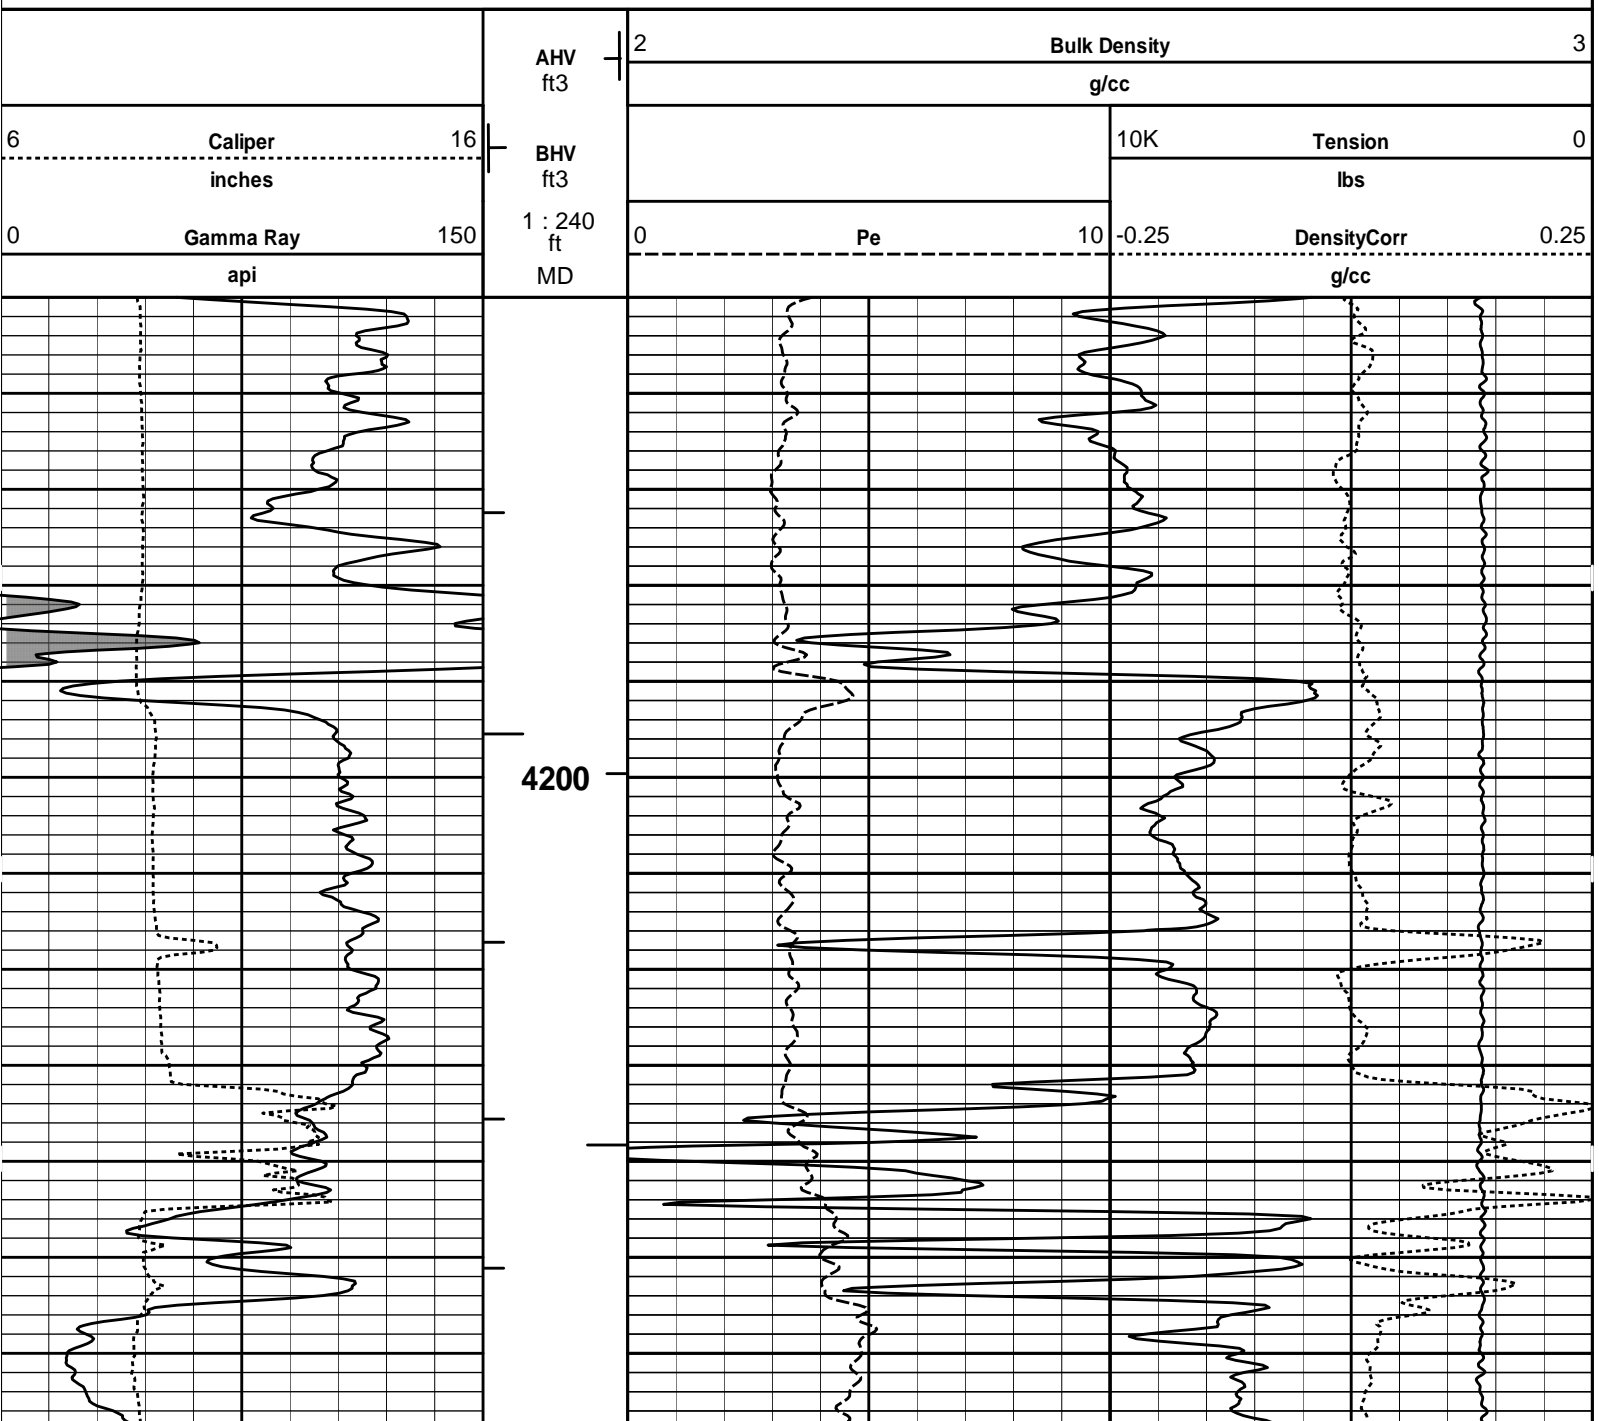 AHV
ft3
2 Bulk Density 3
g/cc
6 Caliper 16
inches
BHV
ft3
10K Tension 0
lbs
0 Gamma Ray 150
api
1 : 240
ft
MD
0 Pe 10
-0.25 DensityCorr 0.25
g/cc
4200